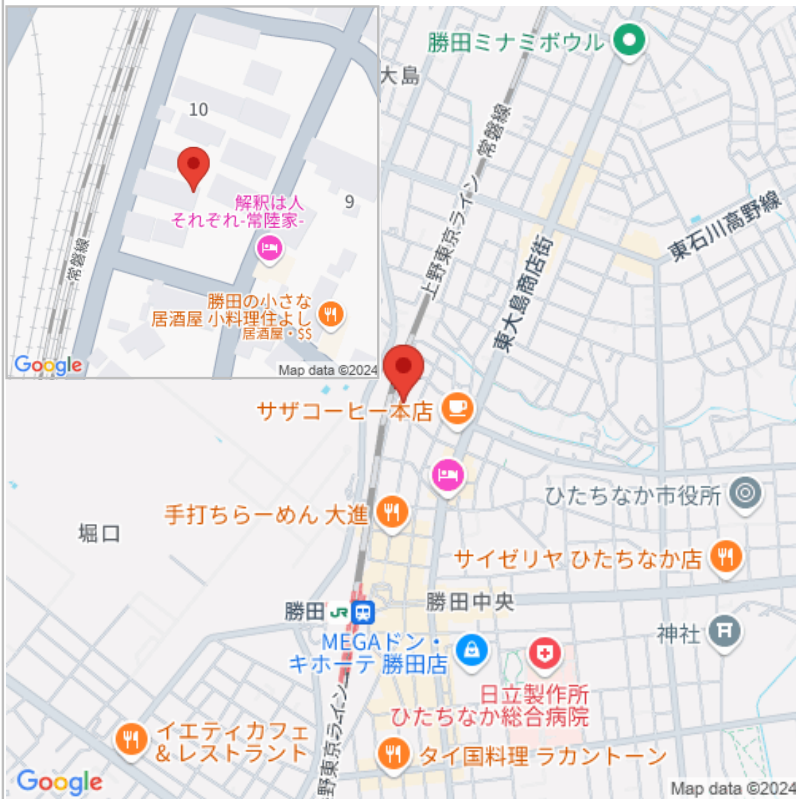 10
9
解釈は人
それぞれ-常陸家-
常磐線
勝田の小さな
居酒屋 小料理住よし
居酒屋・$$
Google
Map data ©2024
勝田ミナミボウル
大島
上野東京ライン 常磐線
東石川高野線
東大島商店街
サザコーヒー本店
ひたちなか市役所
手打ちらーめん 大進
堀口
サイゼリヤ ひたちなか店
勝田
JR
勝田中央
神社
MEGAドン・
キホーテ 勝田店
日立製作所
ひたちなか総合病院
イエティカフェ
&レストラント
野東京ライン
タイ国料理 ラカントーン
Google
Map data ©2024